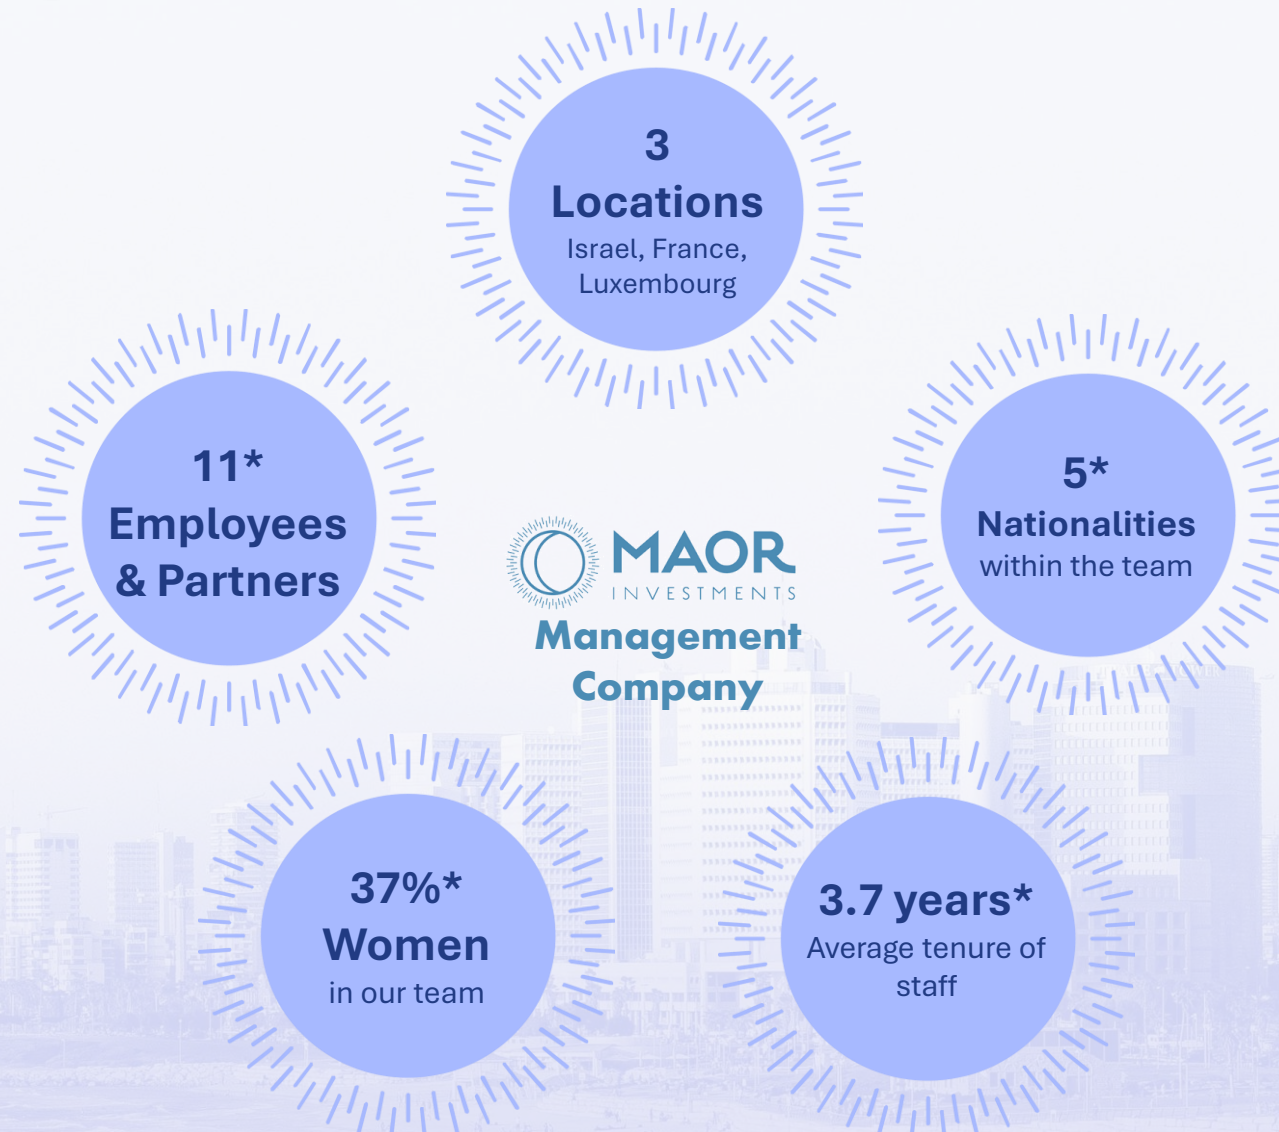 3
Locations
Israel, France,
Luxembourg
11*
Employees
& Partners
5*
Nationalities
within the team
MAOR
INVESTMENTS
Management
Company
37%*
Women
in our team
3.7 years*
Average tenure of
staff